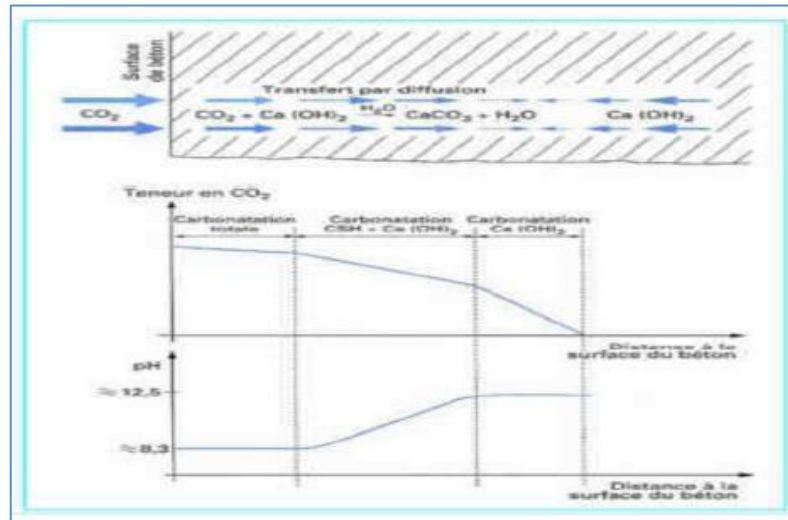 Surface
de béton
Transfert par diffusion
CO₂
CO₂ + Ca (OH)₂
H₂O
CaCO₃ + H₂O
Ca (OH)₂
Teneur en CO₂
Carbonatation
totale
Carbonatation
CSH + Ca (OH)₂
Carbonatation
Ca (OH)₂
Distance à la
surface du béton
pH
≈ 12,5
≈ 8,3
Distance à la
surface du béton